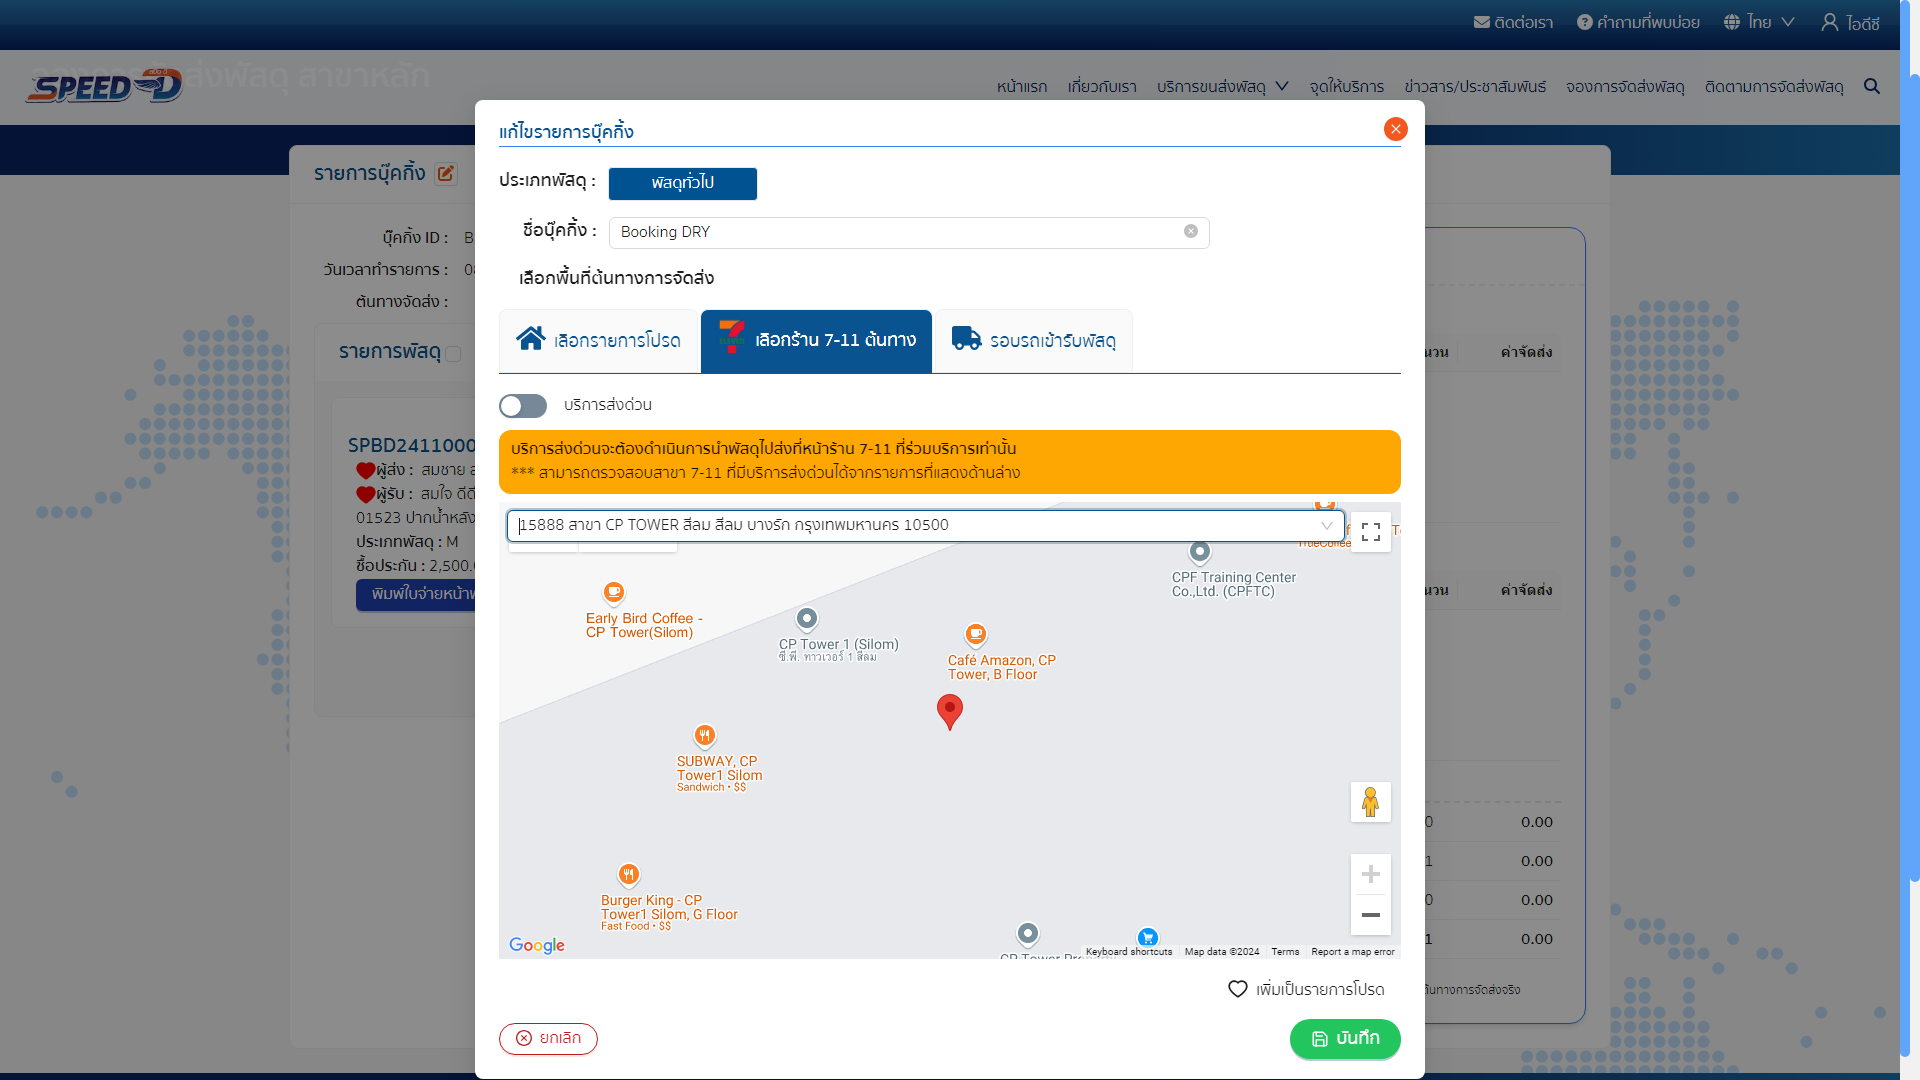 ติดต่อเรา
คำถามที่พบบ่อย
ไทย
ไอดีซี
SPEED-D
ส่งพัสดุ สาขาหลัก
หน้าแรก
เกี่ยวกับเรา
บริการขนส่งพัสดุ
จุดให้บริการ
ข่าวสาร/ประชาสัมพันธ์
จองการจัดส่งพัสดุ
ติดตามการจัดส่งพัสดุ
รายการบุ๊คกิ้ง
บุ๊คกิ้ง ID :
วันเวลาทำรายการ :
ต้นทางจัดส่ง :
รายการพัสดุ
SPBD2411000
ผู้ส่ง : สมชาย
ผู้รับ : สมใจ ดีดี
01523 ปากน้ำหลัง
ประเภทพัสดุ : M
ซื้อประกัน : 2,500.
พิมพ์ใบจ่ายหน้า
แก้ไขรายการบุ๊คกิ้ง
ประเภทพัสดุ :
พัสดุทั่วไป
ชื่อบุ๊คกิ้ง :
Booking DRY
เลือกพื้นที่ต้นทางการจัดส่ง
เลือกรายการโปรด
เลือกร้าน 7-11 ต้นทาง
รอบรถเข้ารับพัสดุ
บริการส่งด่วน
บริการส่งด่วนจะต้องดำเนินการนำพัสดุไปส่งที่หน้าร้าน 7-11 ที่ร่วมบริการเท่านั้น
*** สามารถตรวจสอบสาขา 7-11 ที่มีบริการส่งด่วนได้จากรายการที่แสดงด้านล่าง
15888 สาขา CP TOWER สีลม สีลม บางรัก กรุงเทพมหานคร 10500
TrueCoffee
CPF Training Center
Co.,Ltd. (CPFTC)
Early Bird Coffee -
CP Tower(Silom)
CP Tower 1 (Silom)
ซี.พี. ทาวเวอร์ 1 สีลม
Café Amazon, CP
Tower, B Floor
SUBWAY, CP
Tower1 Silom
Sandwich • $$
Burger King - CP
Tower1 Silom, G Floor
Fast Food • $$
CP Tower
Google
Keyboard shortcuts
Map data ©2024
Terms
Report a map error
เพิ่มเป็นรายการโปรด
ยกเลิก
บันทึก
ค่าจัดส่ง
ค่าจัดส่ง
0 0.00
1 0.00
0 0.00
1 0.00
ต้นทางการจัดส่งจริง